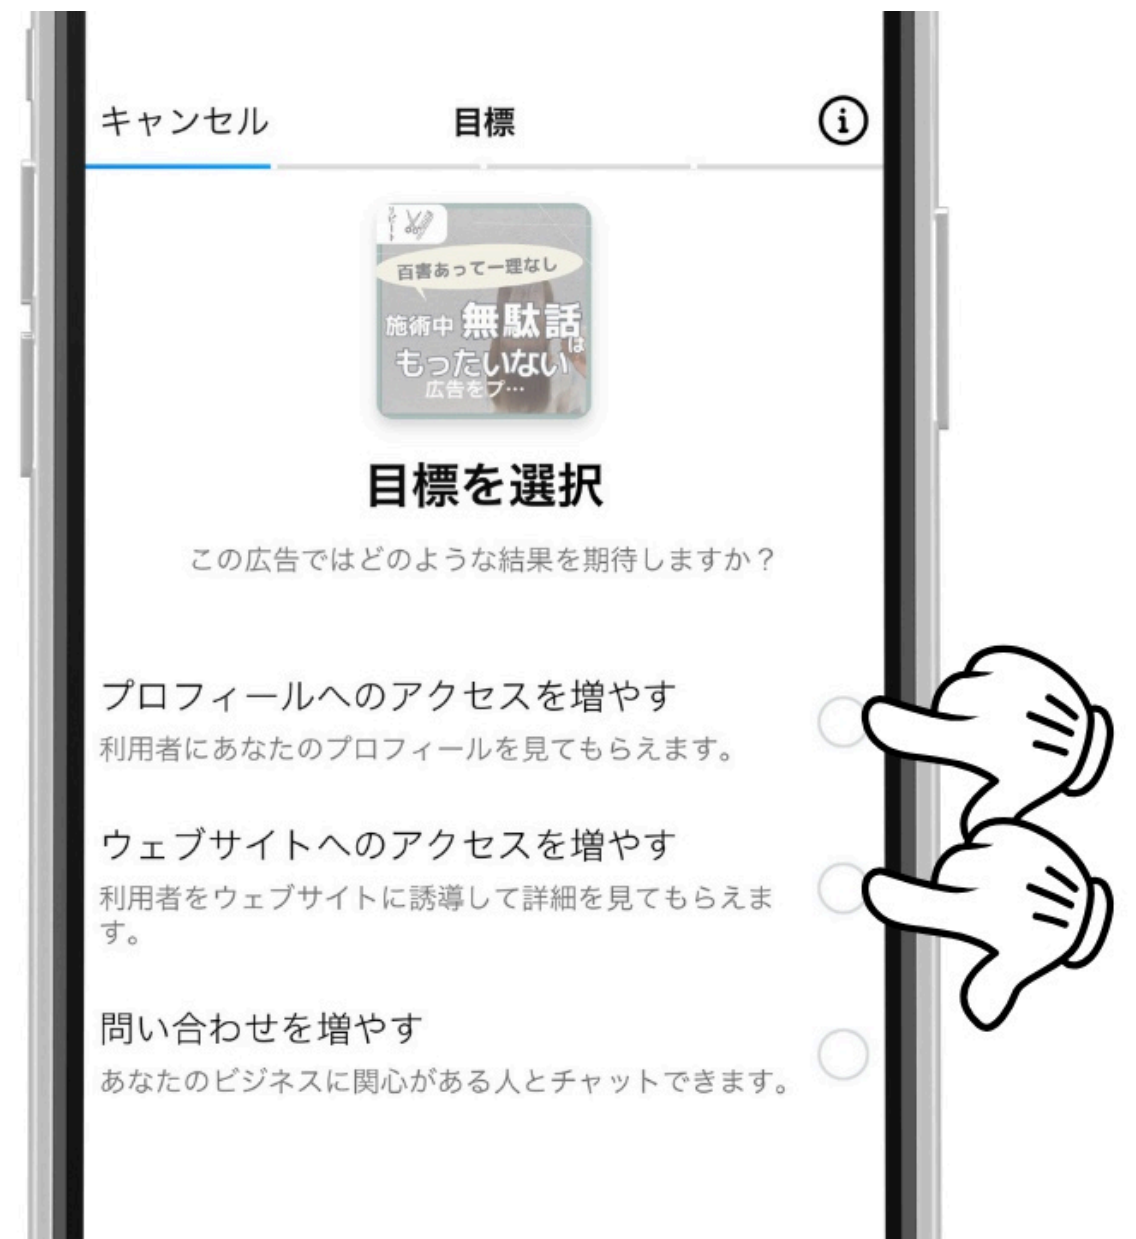 キャンセル
目標
リピート
百害あって一理なし
施術中 無駄話は
もったいない
広告をプ…
目標を選択
この広告ではどのような結果を期待しますか？
プロフィールへのアクセスを増やす
利用者にあなたのプロフィールを見てもらえます。
ウェブサイトへのアクセスを増やす
利用者をウェブサイトに誘導して詳細を見てもらえま
す。
問い合わせを増やす
あなたのビジネスに関心がある人とチャットできます。